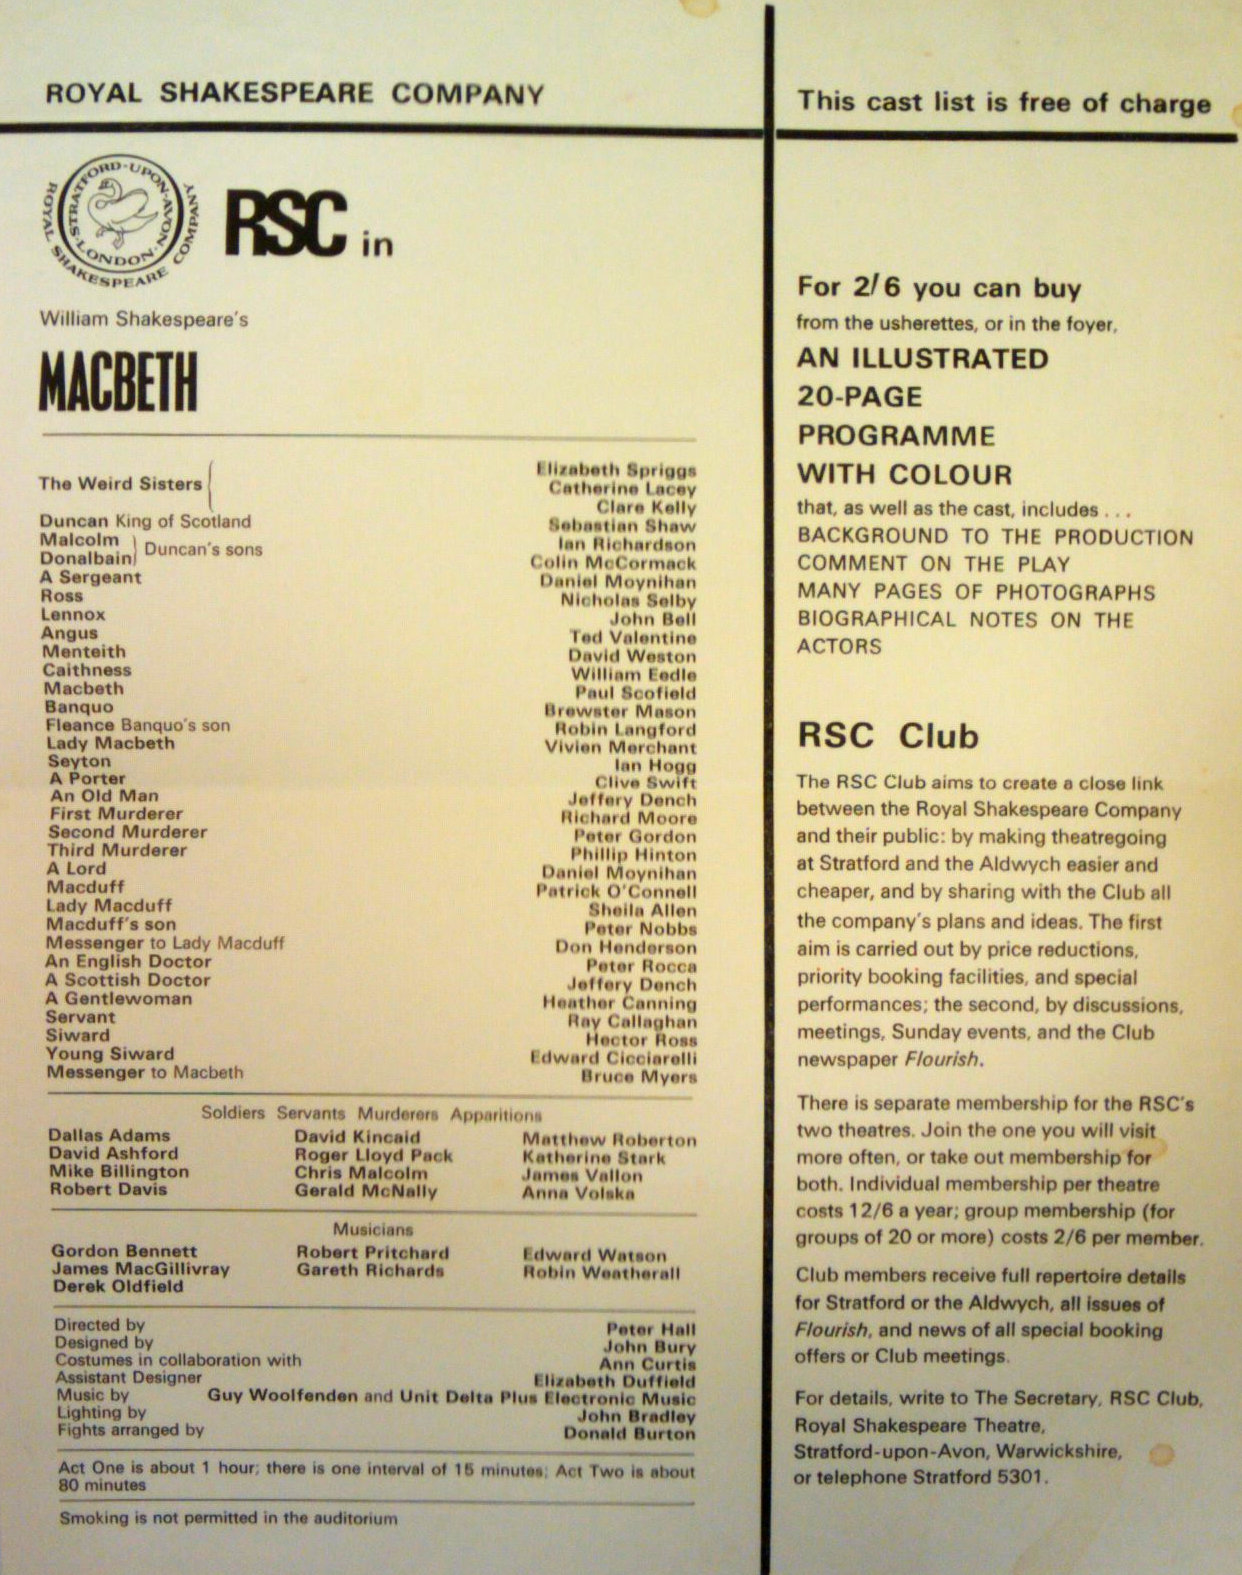 ROYAL SHAKESPEARE COMPANY
STRATFORD-UPON-AVON · LONDON ·
ROYAL SHAKESPEARE COMPANY
RSC in
William Shakespeare's
MACBETH
The Weird Sisters { Elizabeth Spriggs
Catherine Lacey
Clare Kelly
Duncan King of Scotland Sebastian Shaw
Malcolm Ian Richardson
Donalbain } Duncan's sons Colin McCormack
A Sergeant Daniel Moynihan
Ross Nicholas Selby
Lennox John Bell
Angus Ted Valentine
Menteith David Weston
Caithness William Eedle
Macbeth Paul Scofield
Banquo Brewster Mason
Fleance Banquo's son Robin Langford
Lady Macbeth Vivien Merchant
Seyton Ian Hogg
A Porter Clive Swift
An Old Man Jeffery Dench
First Murderer Richard Moore
Second Murderer Peter Gordon
Third Murderer Phillip Hinton
A Lord Daniel Moynihan
Macduff Patrick O'Connell
Lady Macduff Sheila Allen
Macduff's son Peter Nobbs
Messenger to Lady Macduff Don Henderson
An English Doctor Peter Rocca
A Scottish Doctor Jeffery Dench
A Gentlewoman Heather Canning
Servant Ray Callaghan
Siward Hector Ross
Young Siward Edward Cicciarelli
Messenger to Macbeth Bruce Myers
Soldiers Servants Murderers Apparitions
Dallas Adams David Kincaid Matthew Roberton
David Ashford Roger Lloyd Pack Katherine Stark
Mike Billington Chris Malcolm James Vallon
Robert Davis Gerald McNally Anna Volska
Musicians
Gordon Bennett Robert Pritchard Edward Watson
James MacGillivray Gareth Richards Robin Weatherall
Derek Oldfield
Directed by Peter Hall
Designed by John Bury
Costumes in collaboration with Ann Curtis
Assistant Designer Elizabeth Duffield
Music by Guy Woolfenden and Unit Delta Plus Electronic Music
Lighting by John Bradley
Fights arranged by Donald Burton
Act One is about 1 hour; there is one interval of 15 minutes; Act Two is about
80 minutes
Smoking is not permitted in the auditorium
This cast list is free of charge
For 2/6 you can buy
from the usherettes, or in the foyer,
AN ILLUSTRATED
20-PAGE
PROGRAMME
WITH COLOUR
that, as well as the cast, includes . . .
BACKGROUND TO THE PRODUCTION
COMMENT ON THE PLAY
MANY PAGES OF PHOTOGRAPHS
BIOGRAPHICAL NOTES ON THE
ACTORS
RSC Club
The RSC Club aims to create a close link
between the Royal Shakespeare Company
and their public: by making theatregoing
at Stratford and the Aldwych easier and
cheaper, and by sharing with the Club all
the company's plans and ideas. The first
aim is carried out by price reductions,
priority booking facilities, and special
performances; the second, by discussions,
meetings, Sunday events, and the Club
newspaper Flourish.
There is separate membership for the RSC's
two theatres. Join the one you will visit
more often, or take out membership for
both. Individual membership per theatre
costs 12/6 a year; group membership (for
groups of 20 or more) costs 2/6 per member.
Club members receive full repertoire details
for Stratford or the Aldwych, all issues of
Flourish, and news of all special booking
offers or Club meetings.
For details, write to The Secretary, RSC Club,
Royal Shakespeare Theatre,
Stratford-upon-Avon, Warwickshire,
or telephone Stratford 5301.